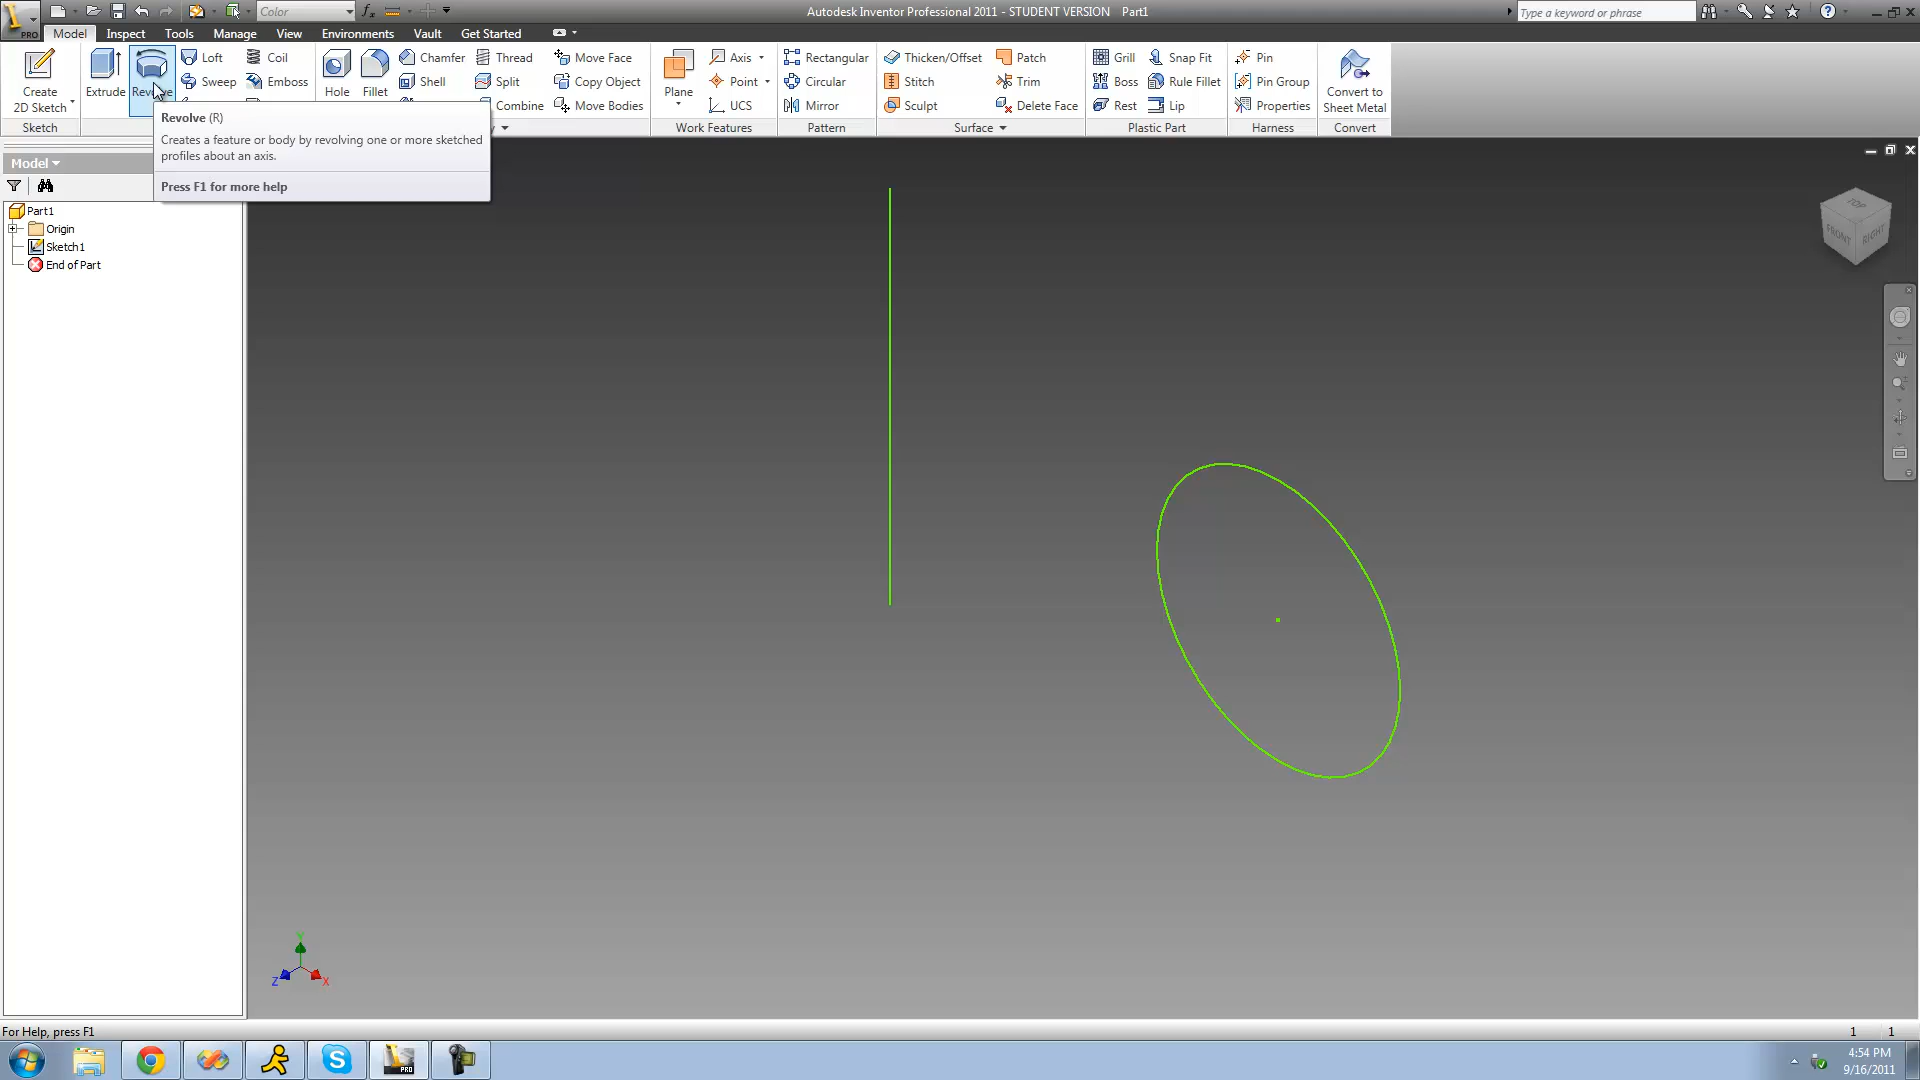 PRO
Color
Autodesk Inventor Professional 2011 - STUDENT VERSION Part1
Type a keyword or phrase
Model Inspect Tools Manage View Environments Vault Get Started
Create 2D Sketch
Extrude
Revolve
Loft
Sweep
Coil
Emboss
Hole
Fillet
Chamfer
Shell
Thread
Split
Combine
Move Face
Copy Object
Move Bodies
Plane
Axis
Point
UCS
Rectangular
Circular
Mirror
Thicken/Offset
Stitch
Sculpt
Patch
Trim
Delete Face
Grill
Boss
Rest
Snap Fit
Rule Fillet
Lip
Pin
Pin Group
Properties
Convert to
Sheet Metal
Sketch
Work Features
Pattern
Surface
Plastic Part
Harness
Convert
Revolve (R)
Creates a feature or body by revolving one or more sketched
profiles about an axis.
Press F1 for more help
Model
Part1
Origin
Sketch1
End of Part
TOP
FRONT
RIGHT
Y
Z
X
For Help, press F1
1 1
PRO
4:54 PM
9/16/2011